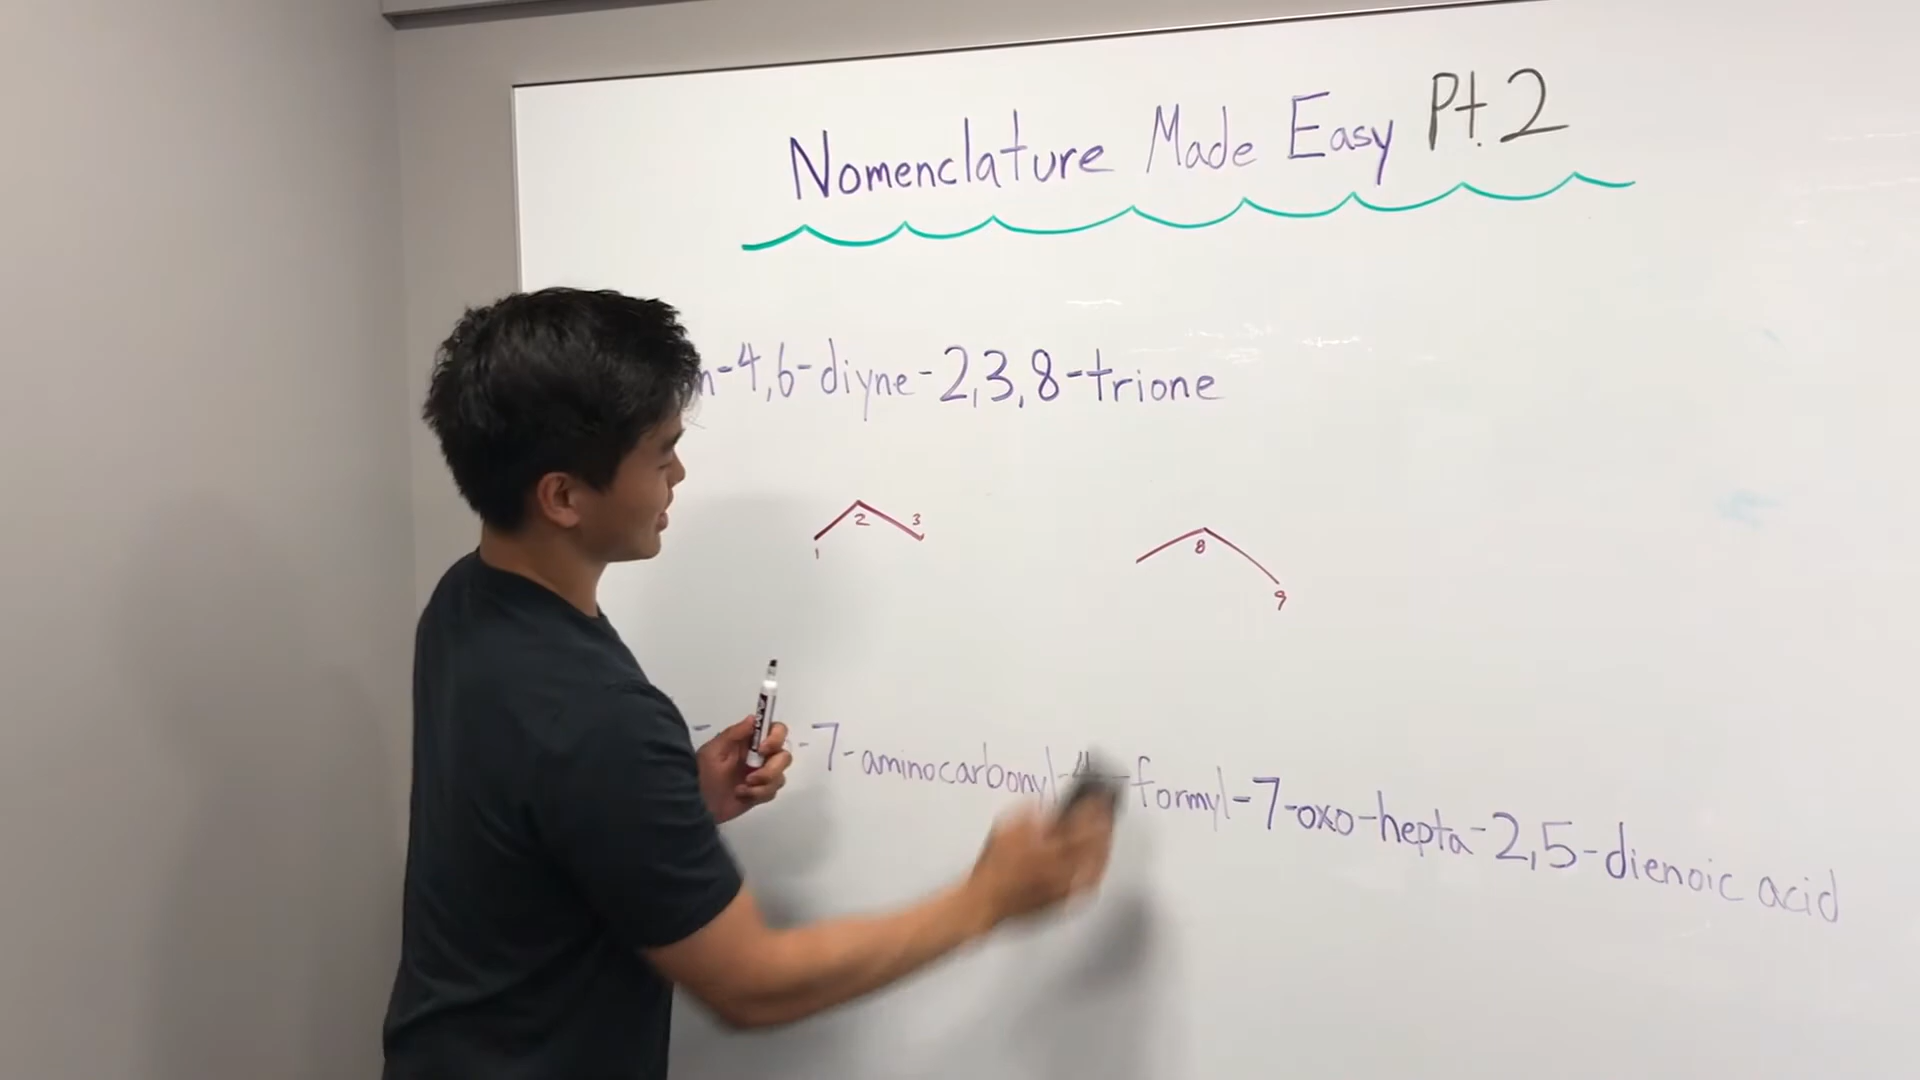 Nomenclature Made Easy Pt. 2
n-4,6-diyne-2,3,8-trione
1 2 3 8 9
-7-aminocarbonyl-4-formyl-7-oxo-hepta-2,5-dienoic acid